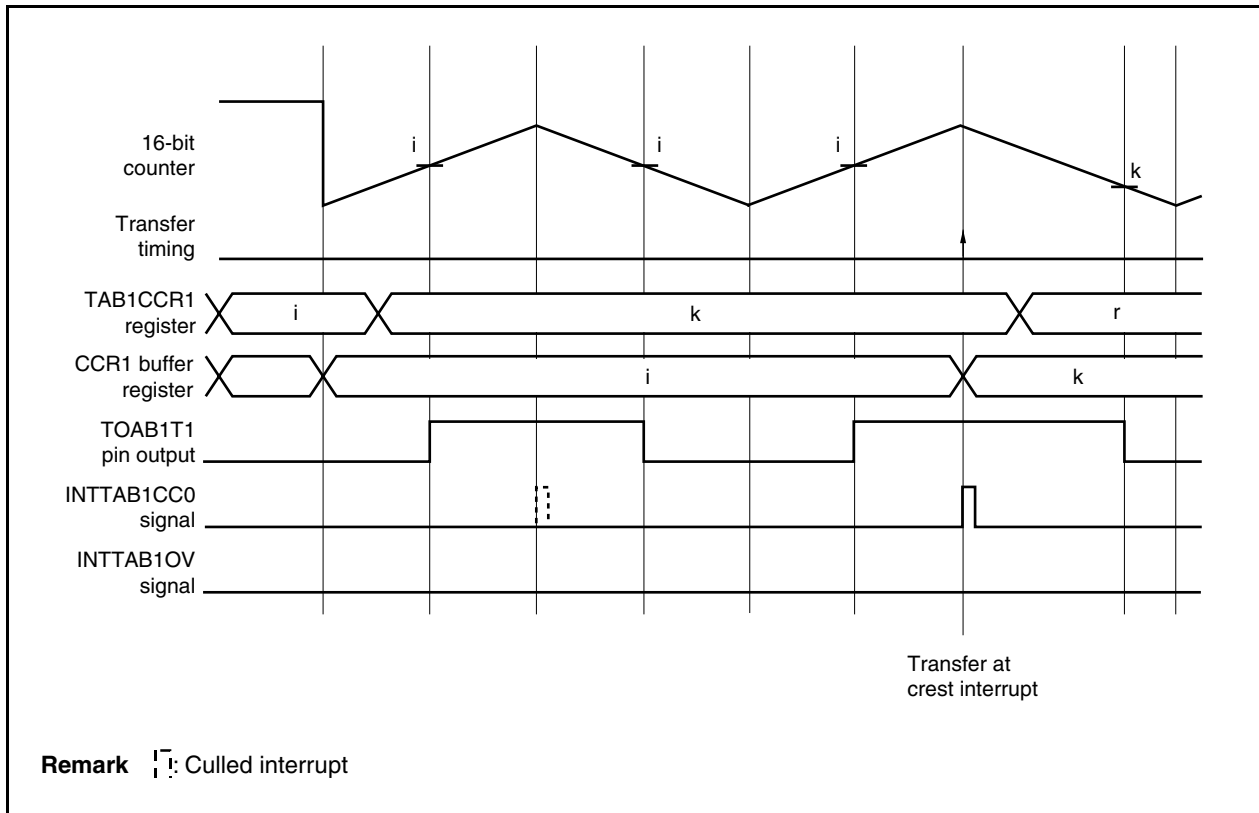 16-bit
counter
i
i
i
k
Transfer
timing
TAB1CCR1
register
i
k
r
CCR1 buffer
register
i
k
TOAB1T1
pin output
INTTAB1CC0
signal
INTTAB1OV
signal
Transfer at
crest interrupt
Remark : Culled interrupt